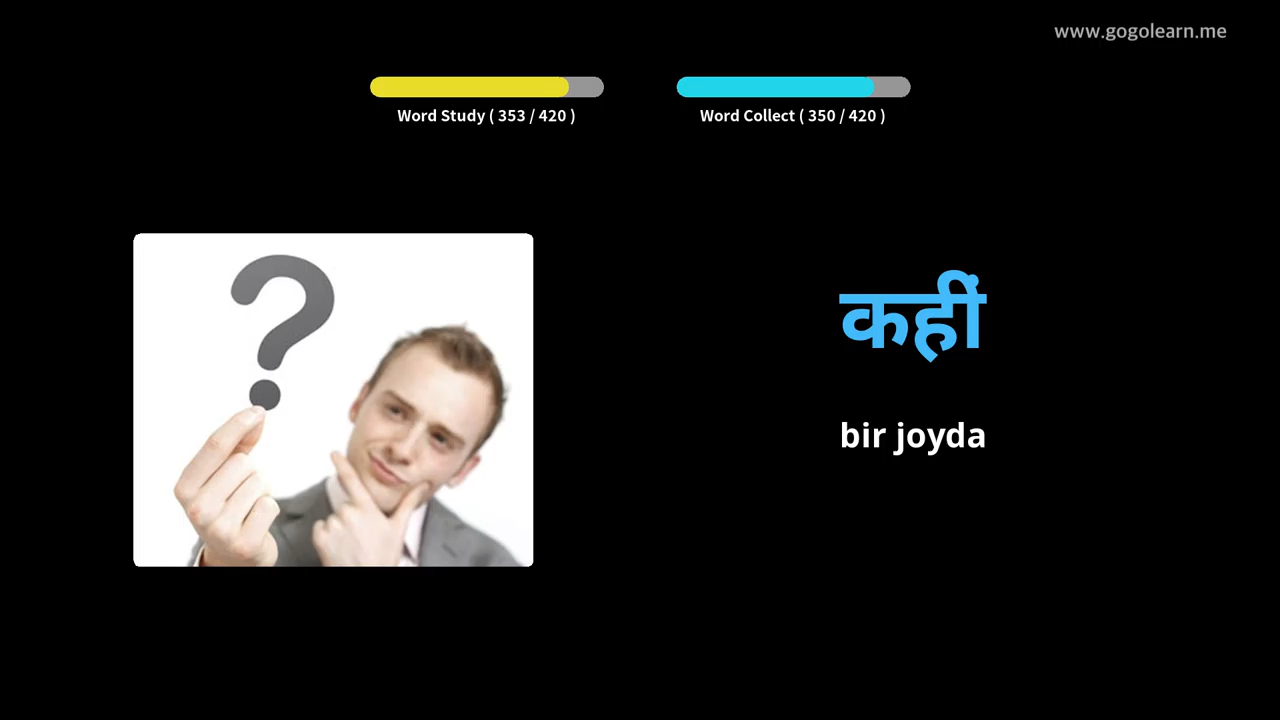 www.gogolearn.me
Word Study ( 353 / 420 )
Word Collect ( 350 / 420 )
?
कहीं
bir joyda